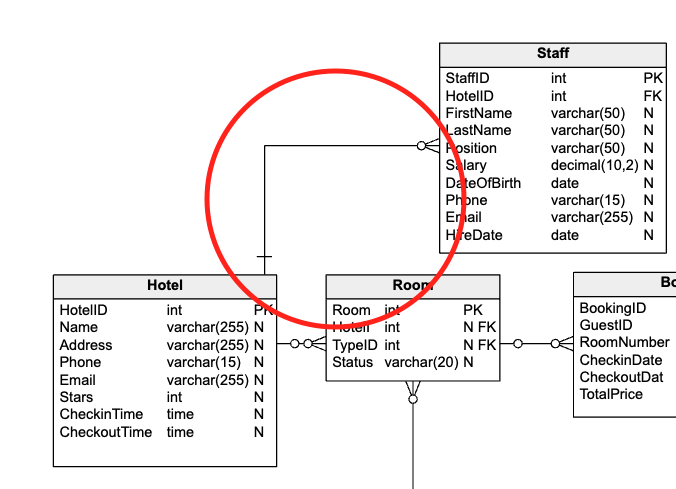 Staff
StaffID int PK
HotelID int FK
FirstName varchar(50) N
LastName varchar(50) N
Position varchar(50) N
Salary decimal(10,2) N
DateOfBirth date N
Phone varchar(15) N
Email varchar(255) N
HireDate date N
Hotel
HotelID int PK
Name varchar(255) N
Address varchar(255) N
Phone varchar(15) N
Email varchar(255) N
Stars int N
CheckinTime time N
CheckoutTime time N
Room
Room int PK
HotelI int N FK
TypeID int N FK
Status varchar(20) N
Bo
BookingID
GuestID
RoomNumber
CheckinDate
CheckoutDat
TotalPrice